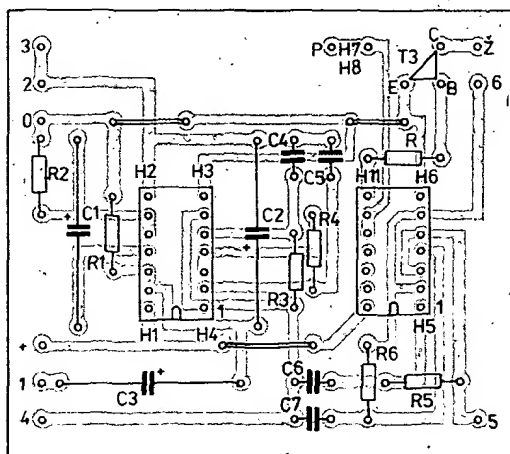 3
P H7 C Ž
H8 T3
2 E B 6
0
C4 R
R2 H2 H3 C5 H11 H6
C1 C2 R4
+ +
R1 R3
1 1
H1 H4 H5
+ R6
1 C3 + C6 R5
4 C7 5